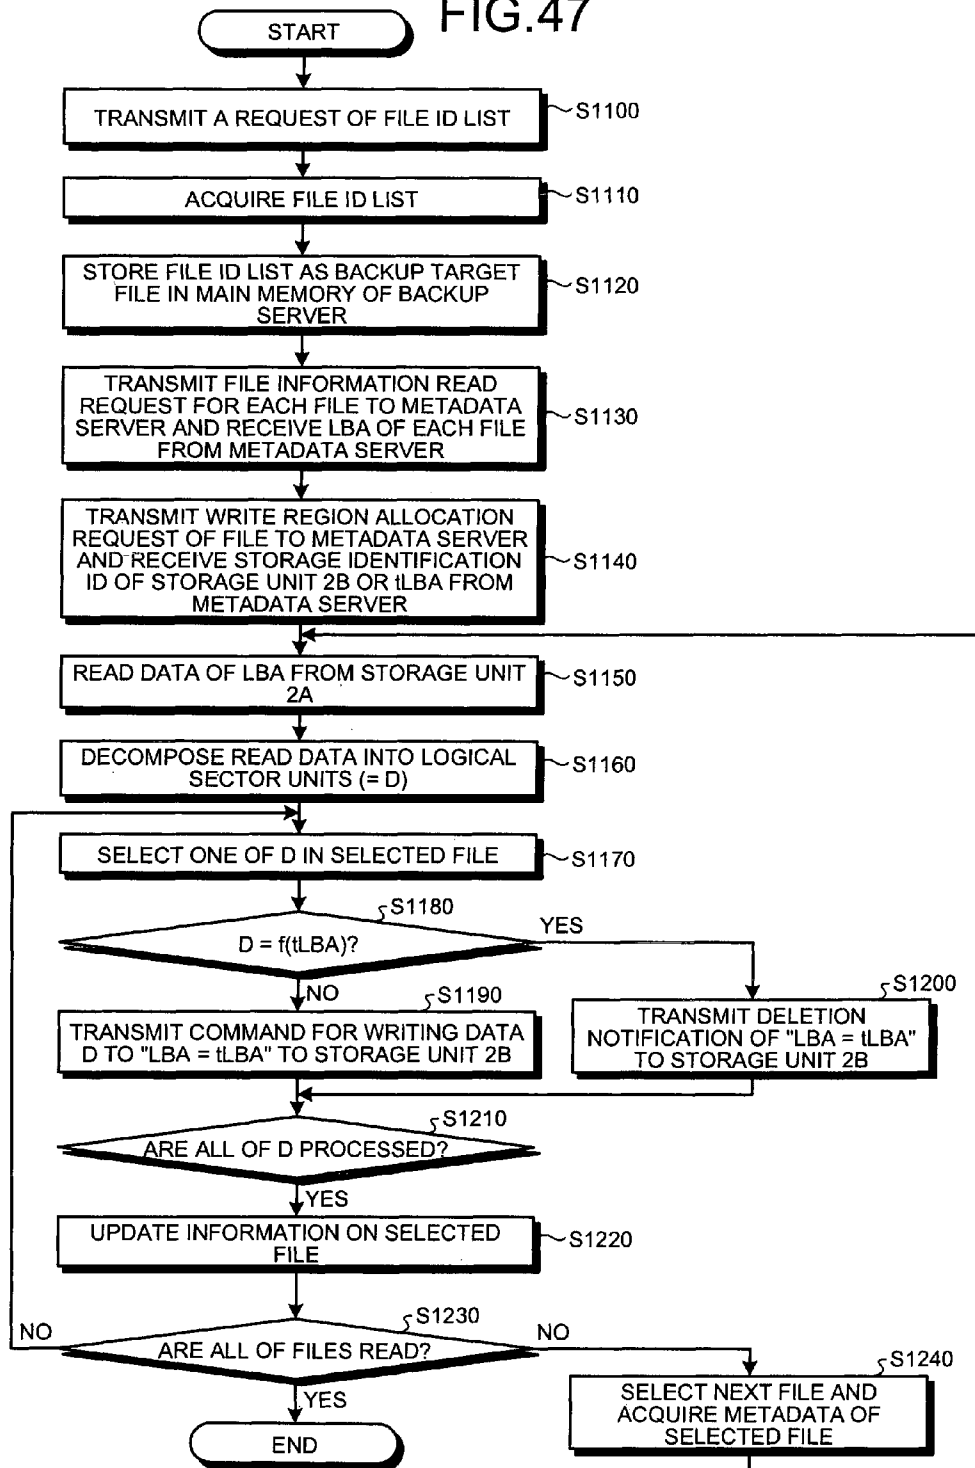 FIG.47
START
TRANSMIT A REQUEST OF FILE ID LIST
S1100
ACQUIRE FILE ID LIST
S1110
STORE FILE ID LIST AS BACKUP TARGET
FILE IN MAIN MEMORY OF BACKUP
SERVER
S1120
TRANSMIT FILE INFORMATION READ
REQUEST FOR EACH FILE TO METADATA
SERVER AND RECEIVE LBA OF EACH FILE
FROM METADATA SERVER
S1130
TRANSMIT WRITE REGION ALLOCATION
REQUEST OF FILE TO METADATA SERVER
AND RECEIVE STORAGE IDENTIFICATION
ID OF STORAGE UNIT 2B OR tLBA FROM
METADATA SERVER
S1140
READ DATA OF LBA FROM STORAGE UNIT
2A
S1150
DECOMPOSE READ DATA INTO LOGICAL
SECTOR UNITS (= D)
S1160
SELECT ONE OF D IN SELECTED FILE
S1170
S1180
D = f(tLBA)?
YES
NO
S1190
TRANSMIT COMMAND FOR WRITING DATA
D TO "LBA = tLBA" TO STORAGE UNIT 2B
S1200
TRANSMIT DELETION
NOTIFICATION OF "LBA = tLBA"
TO STORAGE UNIT 2B
S1210
ARE ALL OF D PROCESSED?
YES
UPDATE INFORMATION ON SELECTED
FILE
S1220
S1230
NO
ARE ALL OF FILES READ?
NO
YES
S1240
SELECT NEXT FILE AND
ACQUIRE METADATA OF
SELECTED FILE
END